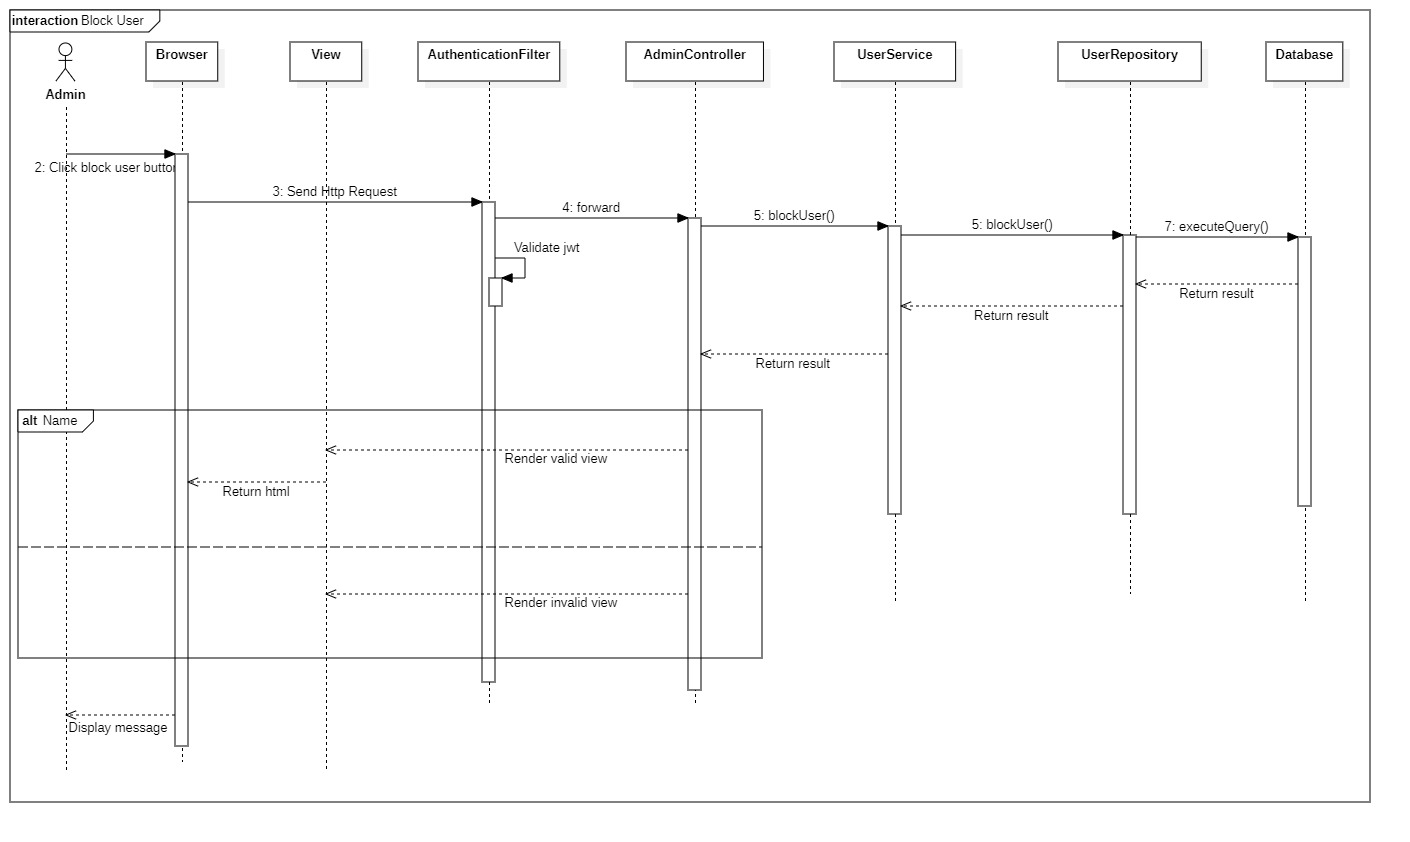 interaction Block User
Admin
Browser
View
AuthenticationFilter
AdminController
UserService
UserRepository
Database
2: Click block user button
3: Send Http Request
4: forward
5: blockUser()
5: blockUser()
7: executeQuery()
Validate jwt
Return result
Return result
Return result
alt Name
Render valid view
Return html
Render invalid view
Display message